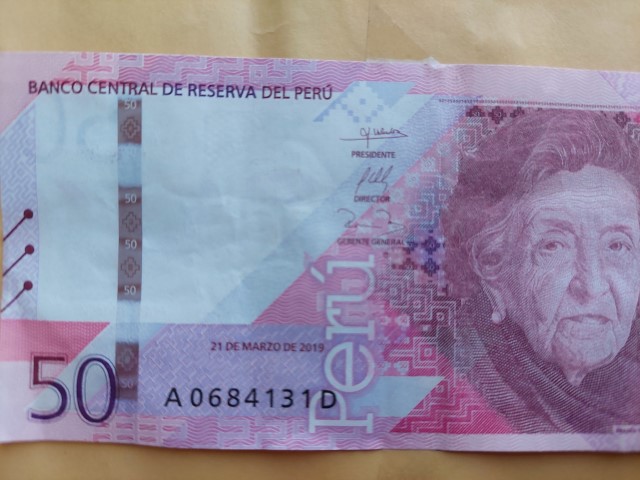 BANCO CENTRAL DE RESERVA DEL PERÚ
50
PRESIDENTE
DIRECTOR
GERENTE GENERAL
50
50
50
Perú
21 DE MARZO DE 2019
50
50
A0684131D